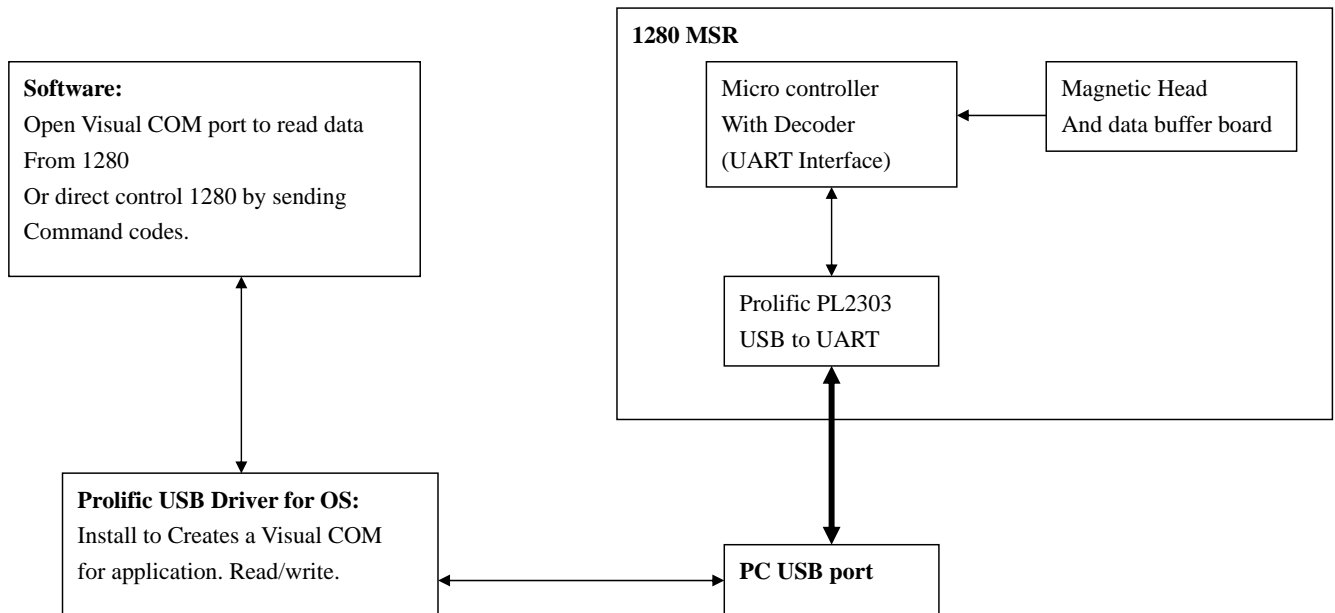 1280 MSR
Software:
Open Visual COM port to read data
From 1280
Or direct control 1280 by sending
Command codes.
Micro controller
With Decoder
(UART Interface)
Magnetic Head
And data buffer board
Prolific PL2303
USB to UART
Prolific USB Driver for OS:
Install to Creates a Visual COM
for application. Read/write.
PC USB port